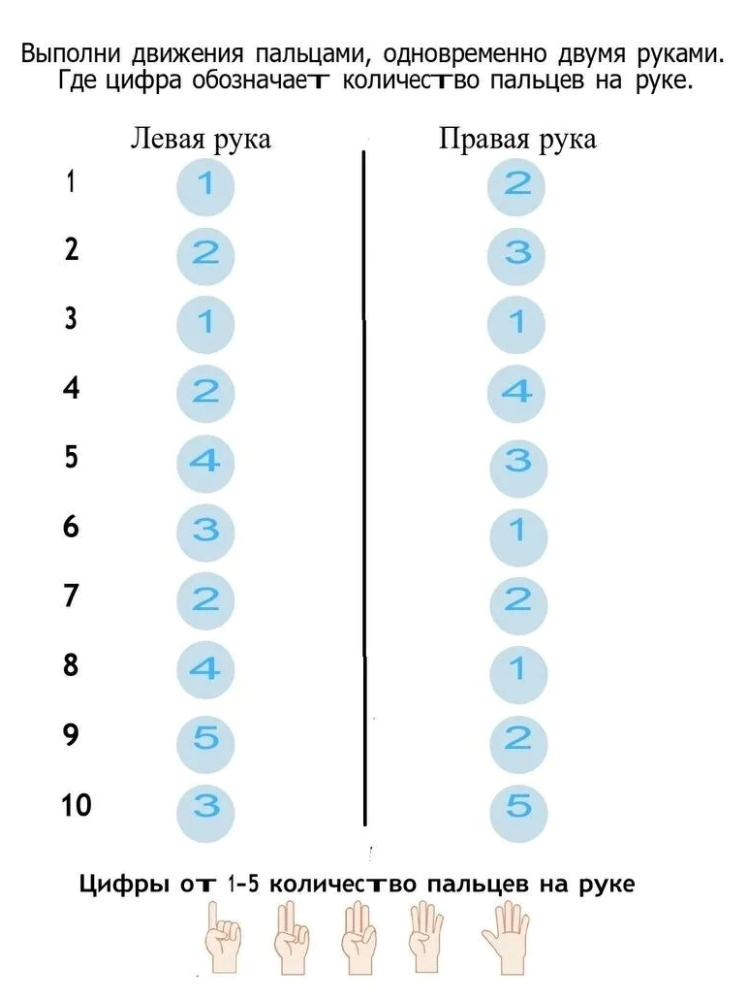 Выполни движения пальцами, одновременно двумя руками.
Где цифра обозначает количество пальцев на руке.
Левая рука Правая рука
1 1 2
2 2 3
3 1 1
4 2 4
5 4 3
6 3 1
7 2 2
8 4 1
9 5 2
10 3 5
Цифры от 1-5 количество пальцев на руке